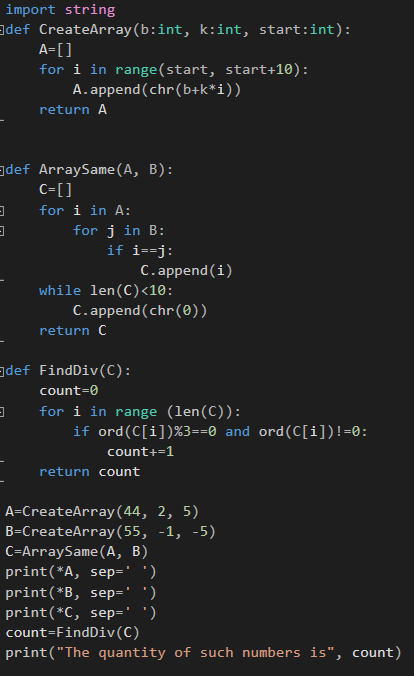 import string
def CreateArray(b:int, k:int, start:int):
    A=[]
    for i in range(start, start+10):
        A.append(chr(b+k*i))
    return A
def ArraySame(A, B):
    C=[]
    for i in A:
        for j in B:
            if i==j:
                C.append(i)
    while len(C)<10:
        C.append(chr(0))
    return C
def FindDiv(C):
    count=0
    for i in range (len(C)):
        if ord(C[i])%3==0 and ord(C[i])!=0:
            count+=1
    return count
A=CreateArray(44, 2, 5)
B=CreateArray(55, -1, -5)
C=ArraySame(A, B)
print(*A, sep=' ')
print(*B, sep=' ')
print(*C, sep=' ')
count=FindDiv(C)
print("The quantity of such numbers is", count)